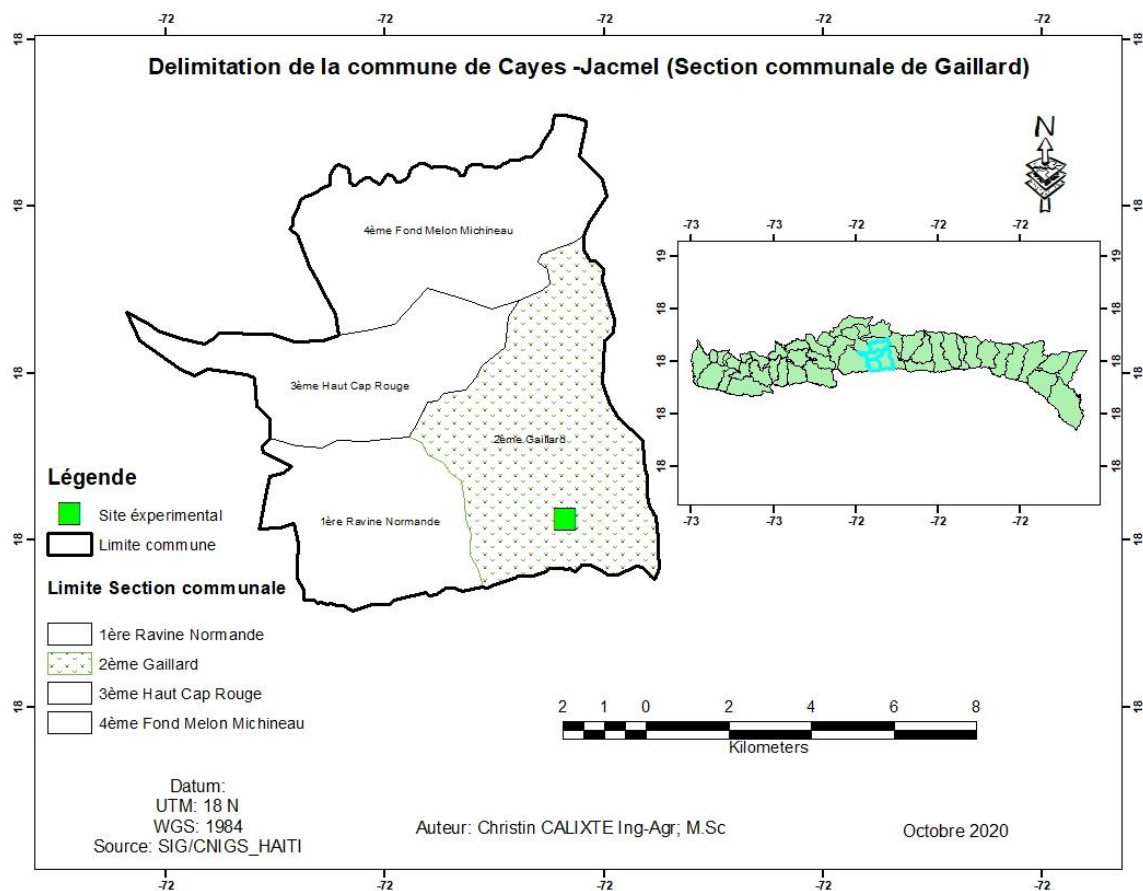 -72 -72 -72 -72 -72
18 18
Delimitation de la commune de Cayes -Jacmel (Section communale de Gaillard)
N
18 18
4ème Fond Melon Michineau
-73 -73 -72 -72 -72
19 19
18 18
18 18
18 18
18 18
-73 -73 -72 -72 -72
18 18
3ème Haut Cap Rouge
2ème Gaillard
1ère Ravine Normande
Légende
Site éxperimental
Limite commune
18 18
Limite Section communale
1ère Ravine Normande
2ème Gaillard
3ème Haut Cap Rouge
4ème Fond Melon Michineau
18 18
2 1 0 2 4 6 8
Kilometers
Datum:
UTM: 18 N
WGS: 1984
Source: SIG/CNIGS_HAITI
Auteur: Christin CALIXTE Ing-Agr; M.Sc
Octobre 2020
-72 -72 -72 -72 -72